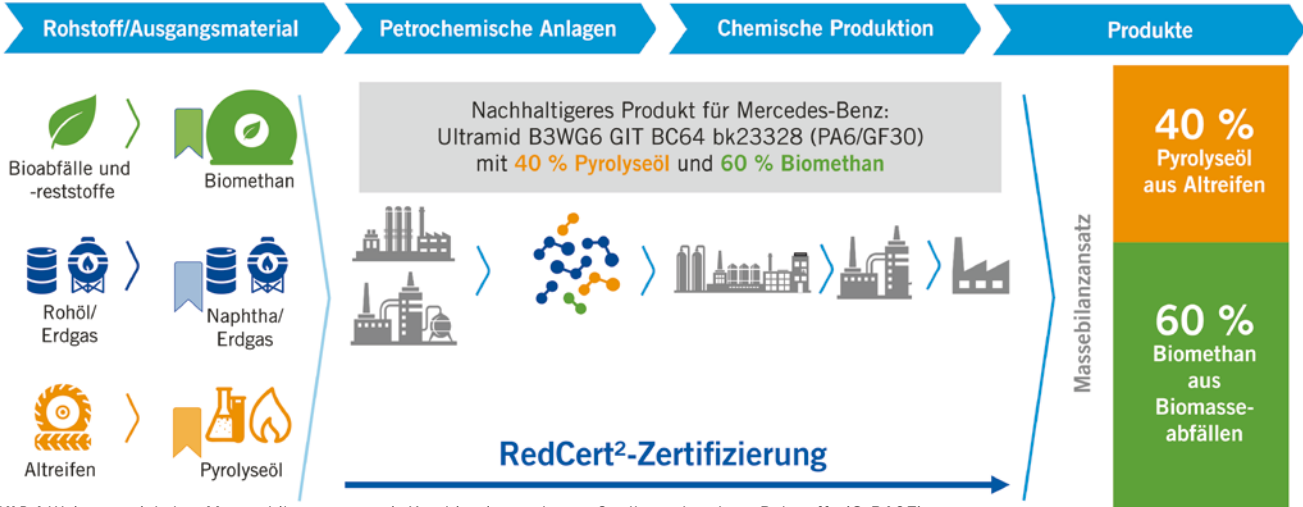 Rohstoff/Ausgangsmaterial
Petrochemische Anlagen
Chemische Produktion
Produkte
Bioabfälle und
-reststoffe
Biomethan
Rohöl/
Erdgas
Naphtha/
Erdgas
Altreifen
Pyrolyseöl
Nachhaltigeres Produkt für Mercedes-Benz:
Ultramid B3WG6 GIT BC64 bk23328 (PA6/GF30)
mit 40 % Pyrolyseöl und 60 % Biomethan
RedCert²-Zertifizierung
Massebilanzansatz
40 %
Pyrolyseöl
aus Altreifen
60 %
Biomethan
aus
Biomasse-
abfällen